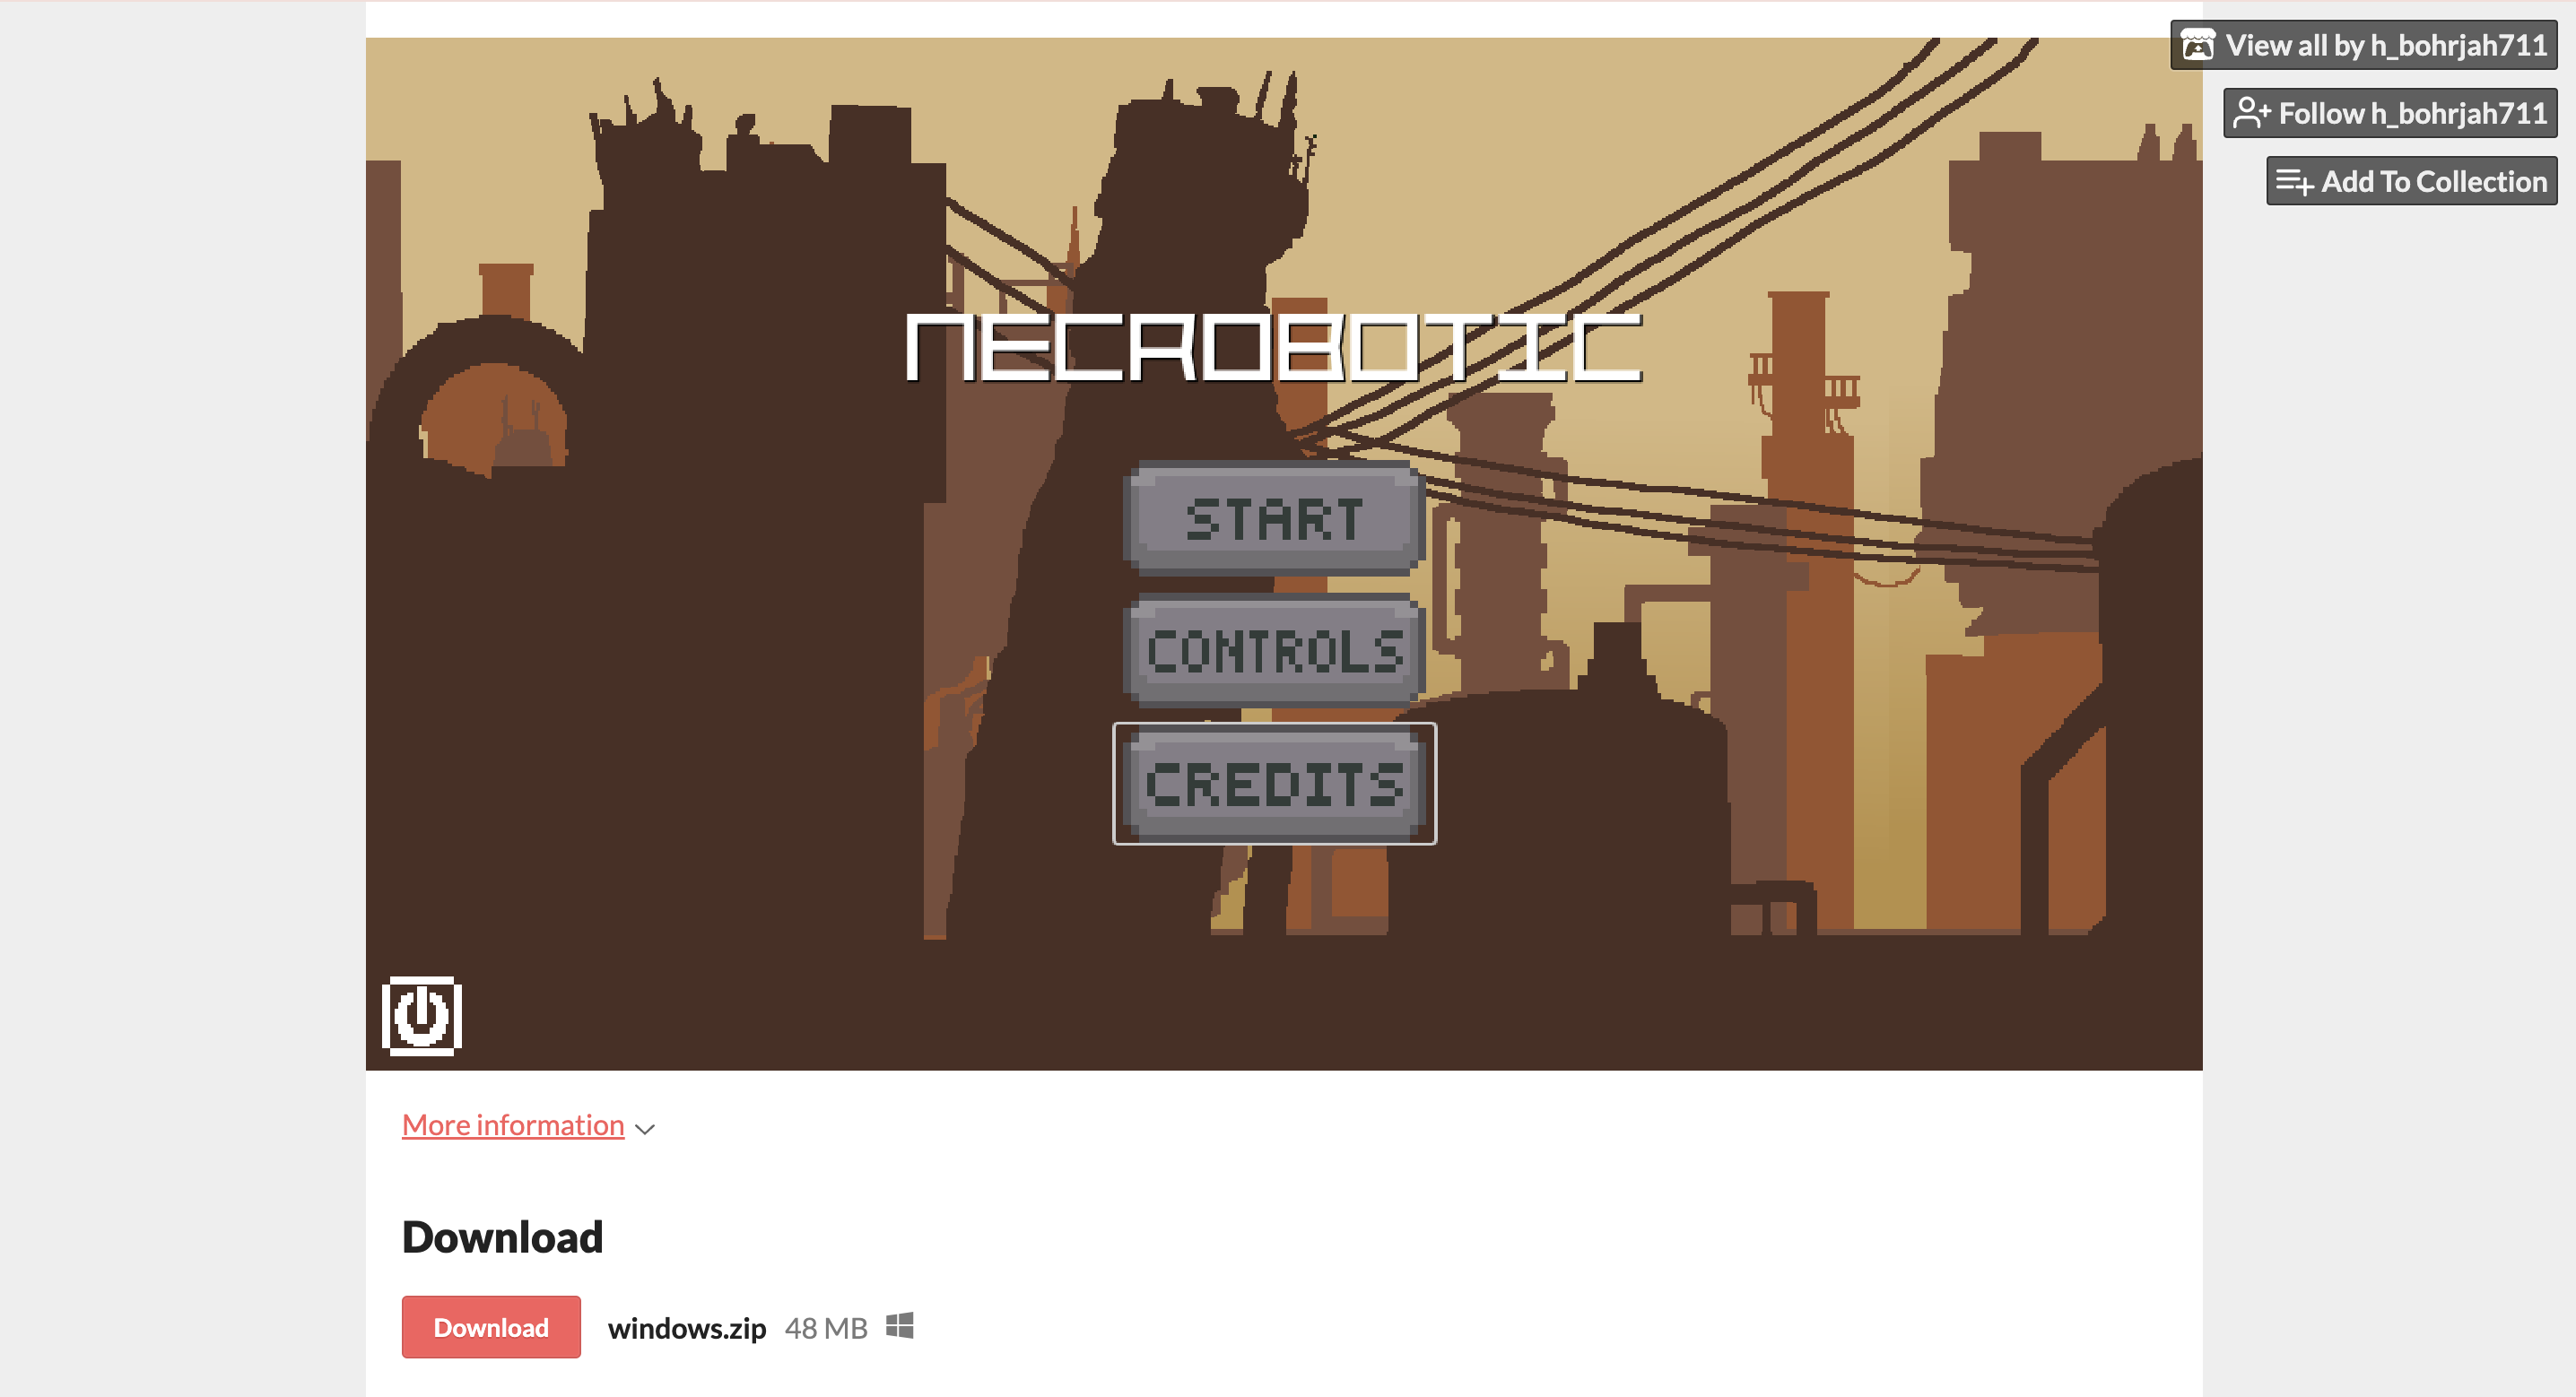 View all by h_bohrjah711
Follow h_bohrjah711
Add To Collection
NECROBOTIC
START
CONTROLS
CREDITS
More information
Download
Download windows.zip 48 MB